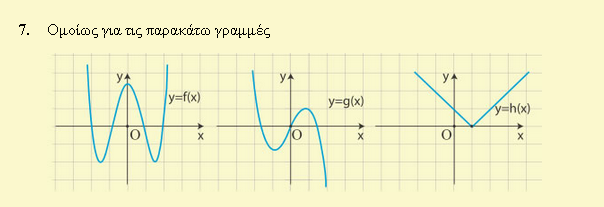 7. Ομοίως για τις παρακάτω γραμμές
y y y
y=f(x) y=g(x) y=h(x)
O x O x O x